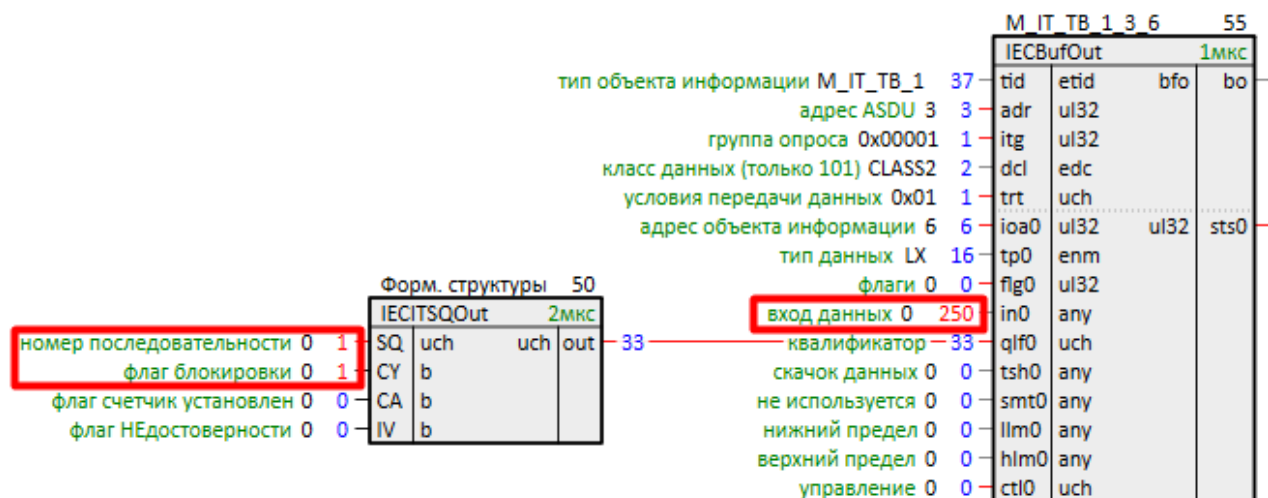 M_IT_TB_1_3_6 55
IECBufOut 1мкс
тип объекта информации M_IT_TB_1 37 tid etid bfo bo
адрес ASDU 3 3 adr ul32
группа опроса 0x00001 1 itg ul32
класс данных (только 101) CLASS2 2 dcl edc
условия передачи данных 0x01 1 trt uch
адрес объекта информации 6 6 ioa0 ul32 ul32 sts0
тип данных LX 16 tp0 enm
флаги 0 0 flg0 ul32
вход данных 0 250 in0 any
квалификатор 33 qlf0 uch
скачок данных 0 0 tsh0 any
не используется 0 0 smt0 any
нижний предел 0 0 llm0 any
верхний предел 0 0 hlm0 any
управление 0 0 ctl0 uch
Форм. структуры 50
IECITSQOut 2мкс
номер последовательности 0 1 SQ uch uch out 33
флаг блокировки 0 1 CY b
флаг счетчик установлен 0 0 CA b
флаг НЕдостоверности 0 0 IV b